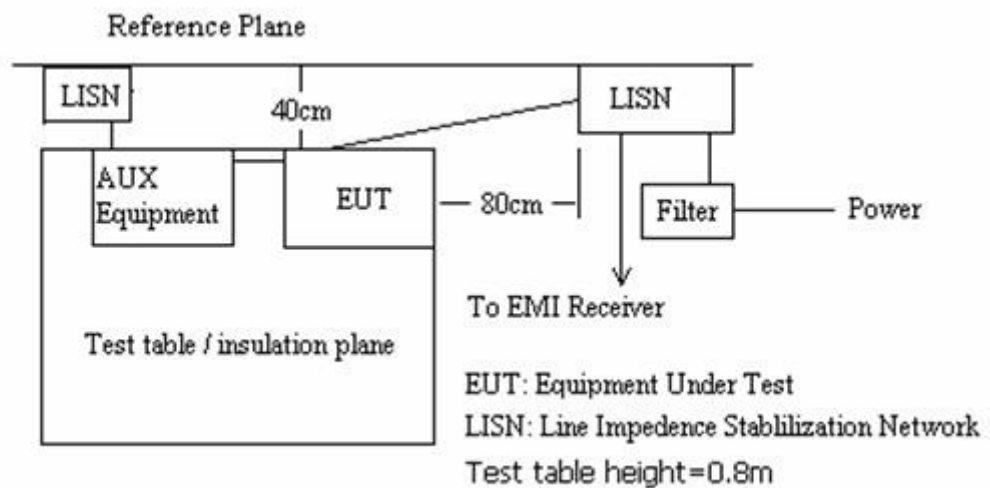 Reference Plane
LISN
40cm
LISN
AUX
Equipment
EUT
80cm
Filter
Power
To EMI Receiver
Test table / insulation plane
EUT: Equipment Under Test
LISN: Line Impedence Stablilization Network
Test table height=0.8m